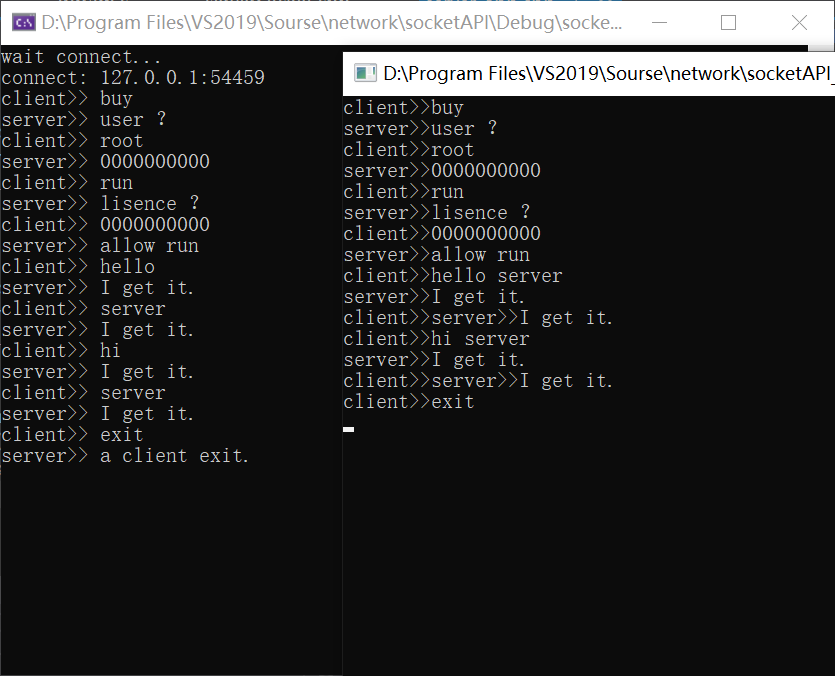 D:\Program Files\VS2019\Sourse\network\socketAPI\Debug\socke...
wait connect...
connect: 127.0.0.1:54459
client>> buy
server>> user ?
client>> root
server>> 0000000000
client>> run
server>> lisence ?
client>> 0000000000
server>> allow run
client>> hello
server>> I get it.
client>> server
server>> I get it.
client>> hi
server>> I get it.
client>> server
server>> I get it.
client>> exit
server>> a client exit.
D:\Program Files\VS2019\Sourse\network\socketAPI_
client>>buy
server>>user ?
client>>root
server>>0000000000
client>>run
server>>lisence ?
client>>0000000000
server>>allow run
client>>hello server
server>>I get it.
client>>server>>I get it.
client>>hi server
server>>I get it.
client>>server>>I get it.
client>>exit